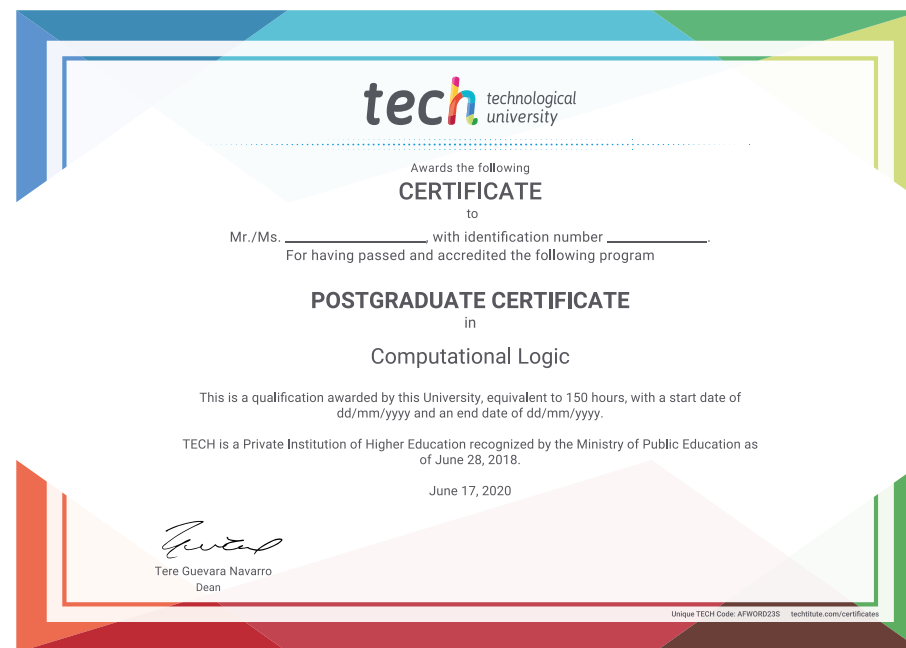 tech technological
university
Awards the following
CERTIFICATE
to
Mr./Ms. ____________, with identification number ____________.
For having passed and accredited the following program
POSTGRADUATE CERTIFICATE
in
Computational Logic
This is a qualification awarded by this University, equivalent to 150 hours, with a start date of
dd/mm/yyyy and an end date of dd/mm/yyyy.
TECH is a Private Institution of Higher Education recognized by the Ministry of Public Education as
of June 28, 2018.
June 17, 2020
Tere Guevara Navarro
Dean
Unique TECH Code: AFWORD23S techtitute.com/certificates